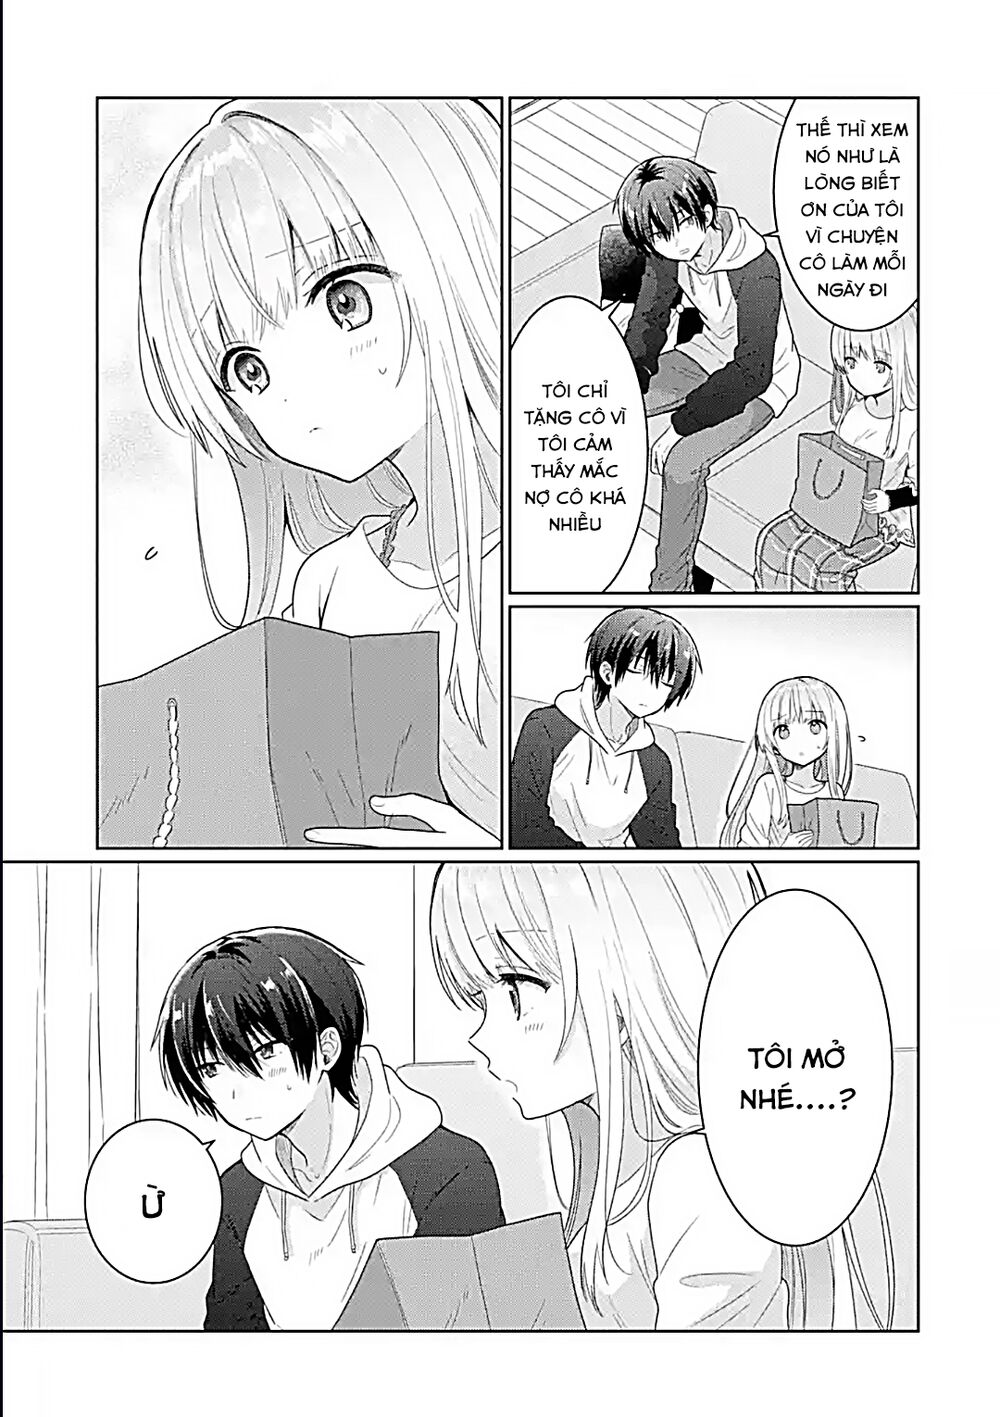 THẾ THÌ XEM
NÓ NHƯ LÀ
LÒNG BIẾT
ƠN CỦA TÔI
VÌ CHUYỆN
CÔ LÀM MỖI
NGÀY ĐI
TÔI CHỈ
TẶNG CÔ VÌ
TÔI CẢM
THẤY MẮC
NỢ CÔ KHÁ
NHIỀU
TÔI MỞ
NHÉ....?
Ừ